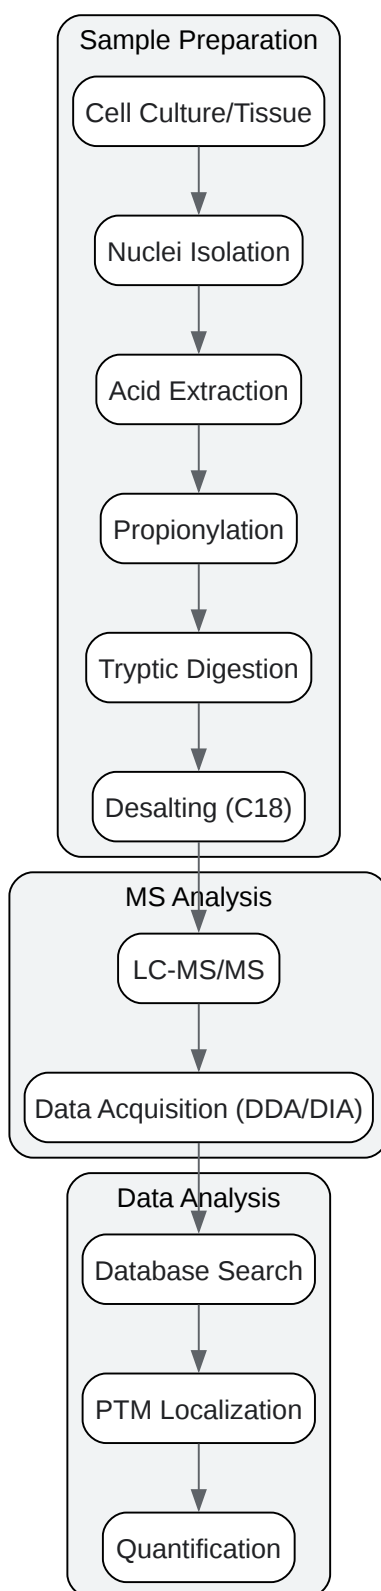 Sample Preparation
Cell Culture/Tissue
Nuclei Isolation
Acid Extraction
Propionylation
Tryptic Digestion
Desalting (C18)
MS Analysis
LC-MS/MS
Data Acquisition (DDA/DIA)
Data Analysis
Database Search
PTM Localization
Quantification